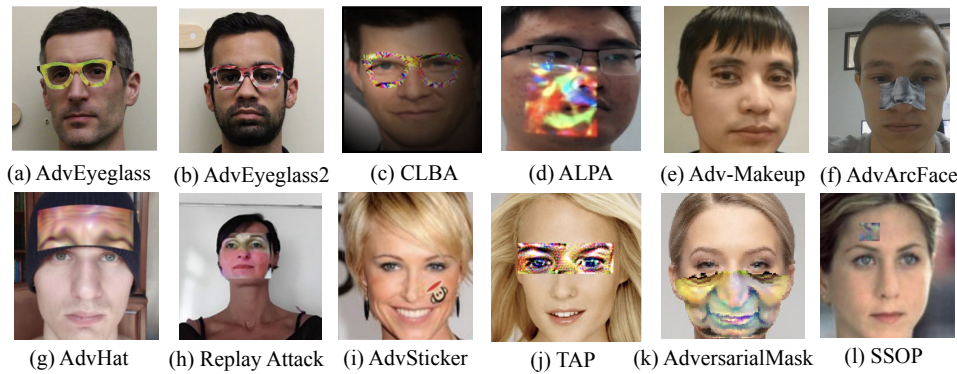 (a) AdvEyeglass
(b) AdvEyeglass2
(c) CLBA
(d) ALPA
(e) Adv-Makeup
(f) AdvArcFace
(g) AdvHat
(h) Replay Attack
(i) AdvSticker
(j) TAP
(k) AdversarialMask
(l) SSOP